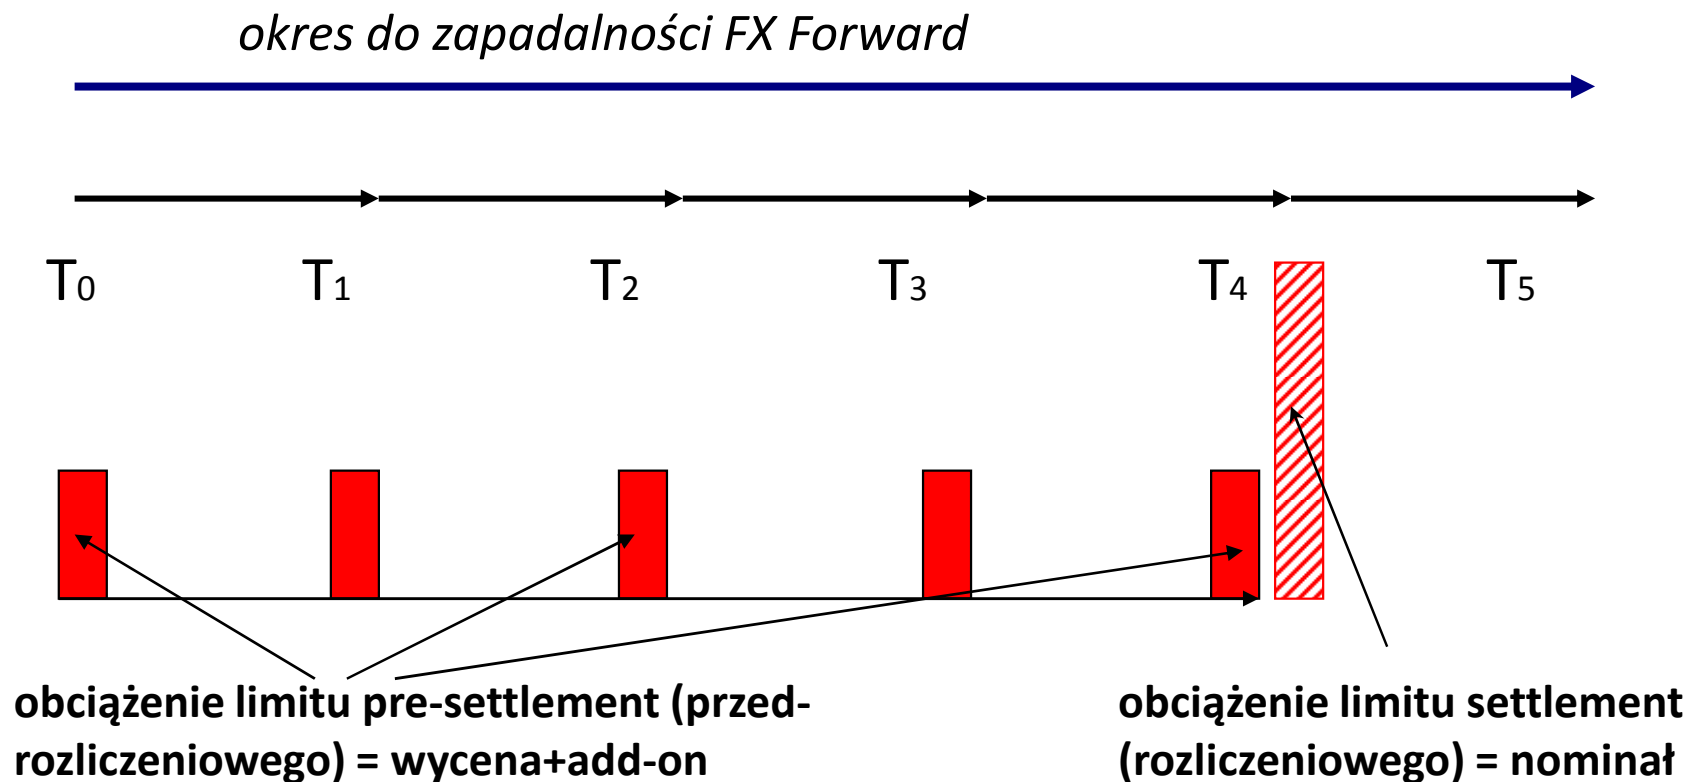 okres do zapadalności FX Forward
T0 T1 T2 T3 T4 T5
obciążenie limitu pre-settlement (przed-
rozliczeniowego) = wycena+add-on
obciążenie limitu settlement
(rozliczeniowego) = nominał